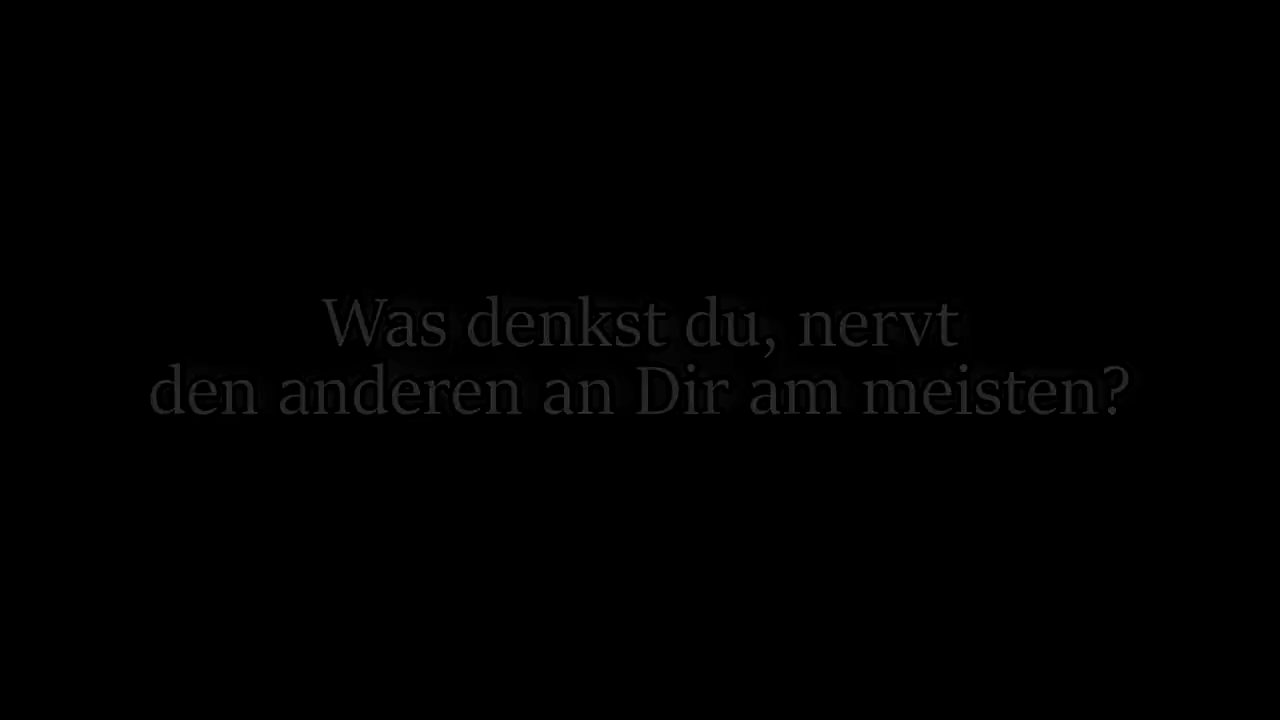 Was denkst du, nervt
den anderen an Dir am meisten?